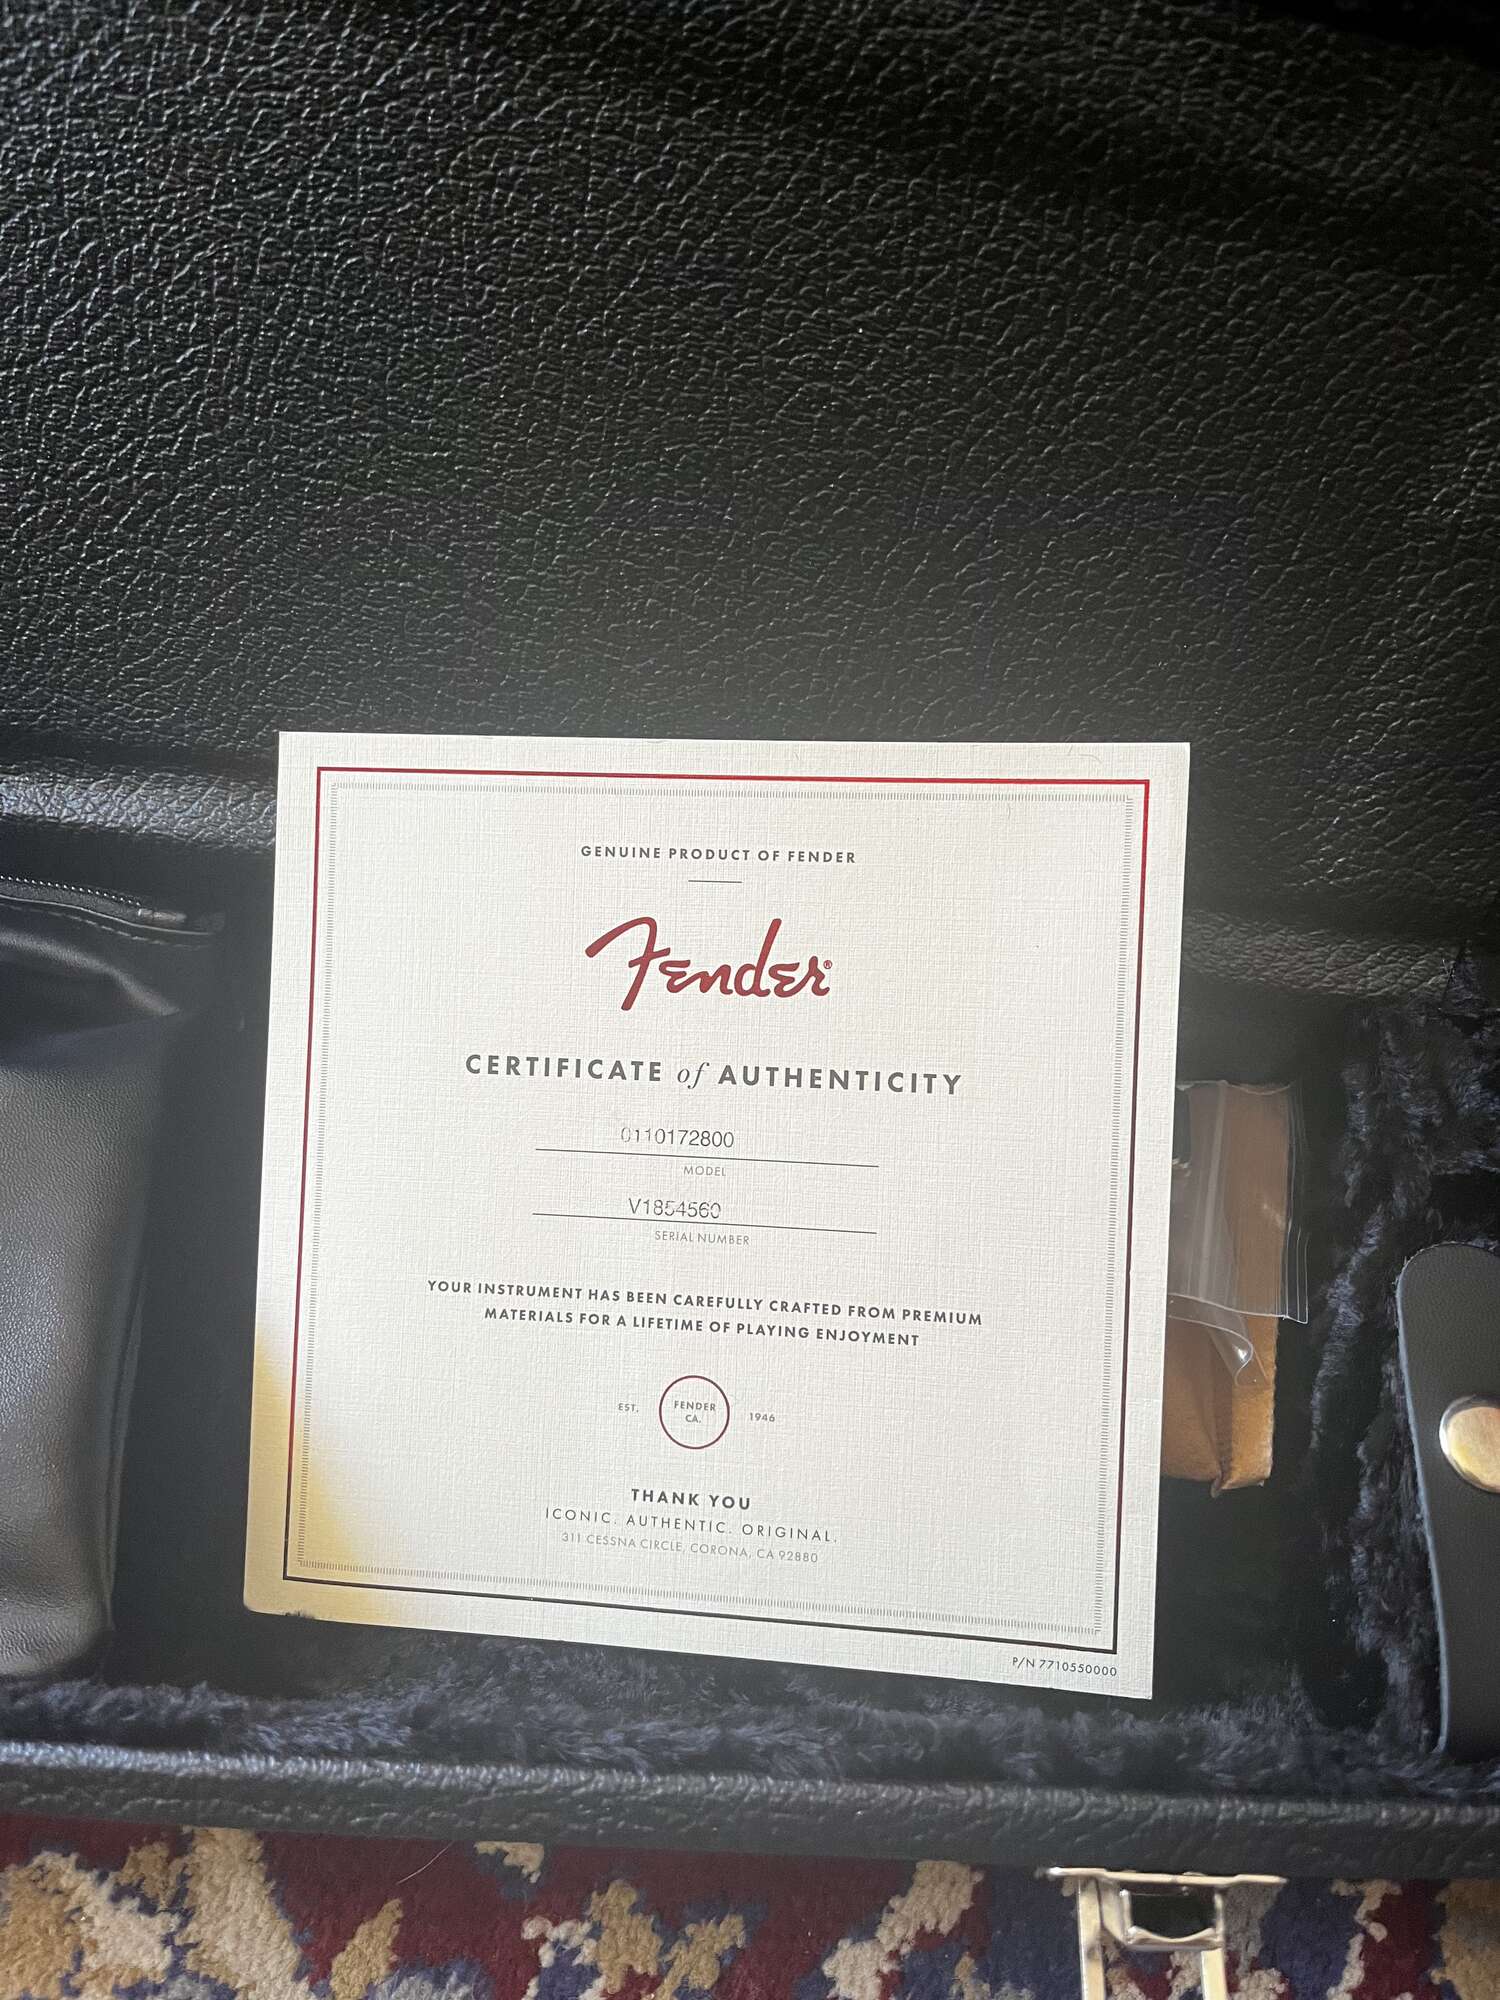 GENUINE PRODUCT OF FENDER
Fender®
CERTIFICATE of AUTHENTICITY
0110172800
MODEL
V1854560
SERIAL NUMBER
YOUR INSTRUMENT HAS BEEN CAREFULLY CRAFTED FROM PREMIUM
MATERIALS FOR A LIFETIME OF PLAYING ENJOYMENT
EST. FENDER CA. 1946
THANK YOU
ICONIC. AUTHENTIC. ORIGINAL.
311 CESSNA CIRCLE, CORONA, CA 92880
P/N 7710550000